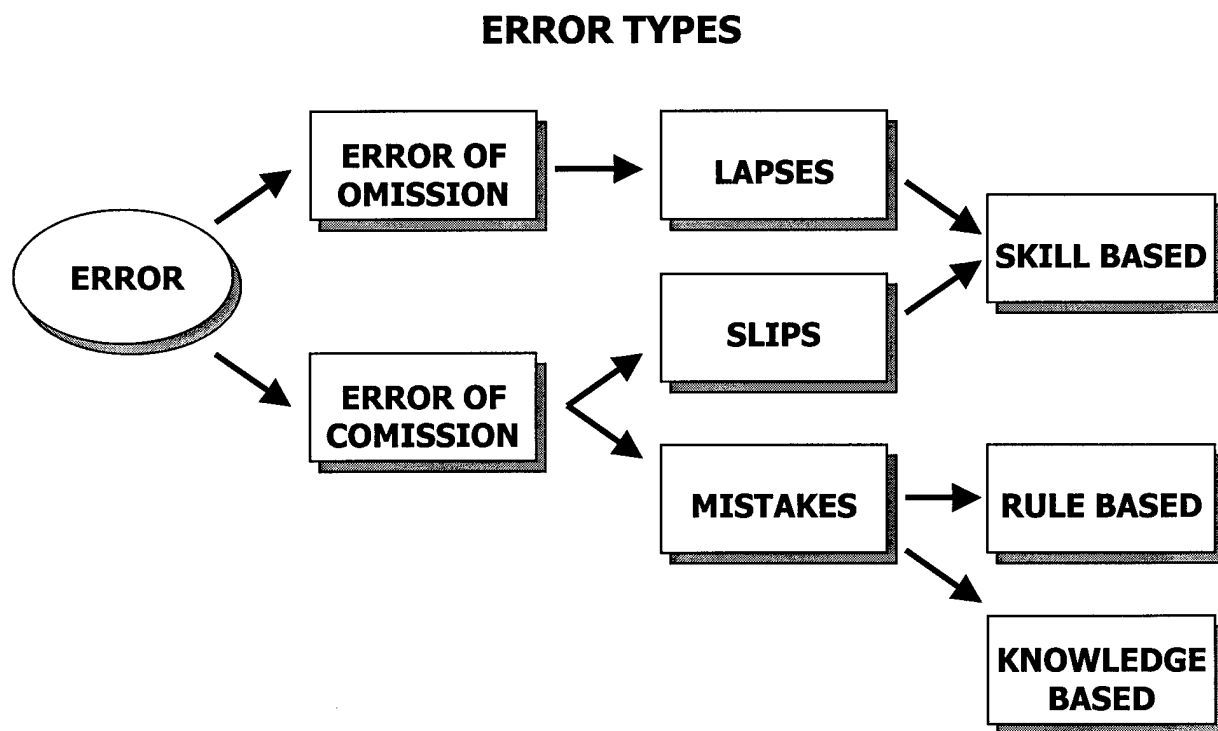 ERROR TYPES
ERROR OF
OMISSION
LAPSES
ERROR
SKILL BASED
SLIPS
ERROR OF
COMISSION
MISTAKES
RULE BASED
KNOWLEDGE
BASED